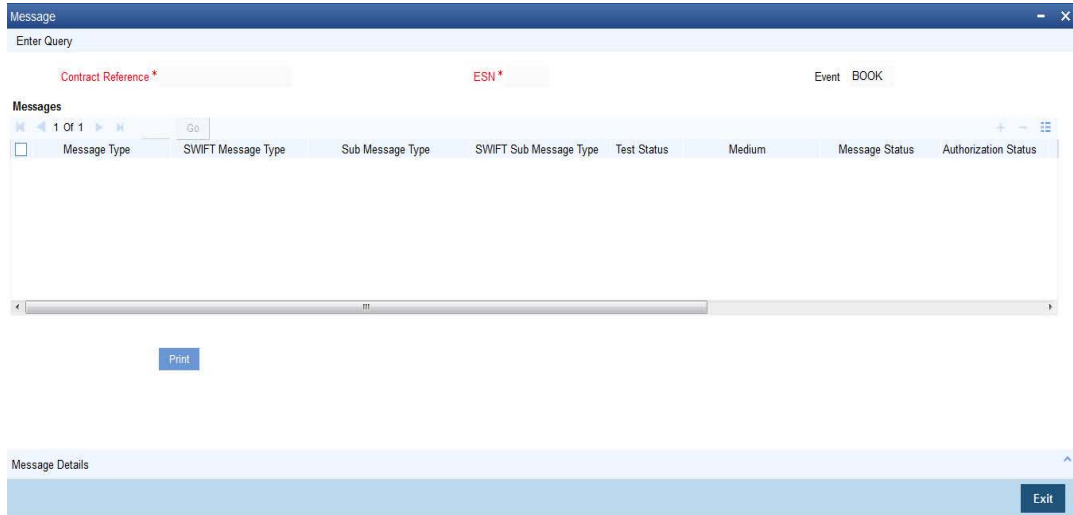 Message
Enter Query
Contract Reference * ESN * Event BOOK
Messages
1 Of 1 Go
Message Type SWIFT Message Type Sub Message Type SWIFT Sub Message Type Test Status Medium Message Status Authorization Status
Print
Message Details
Exit